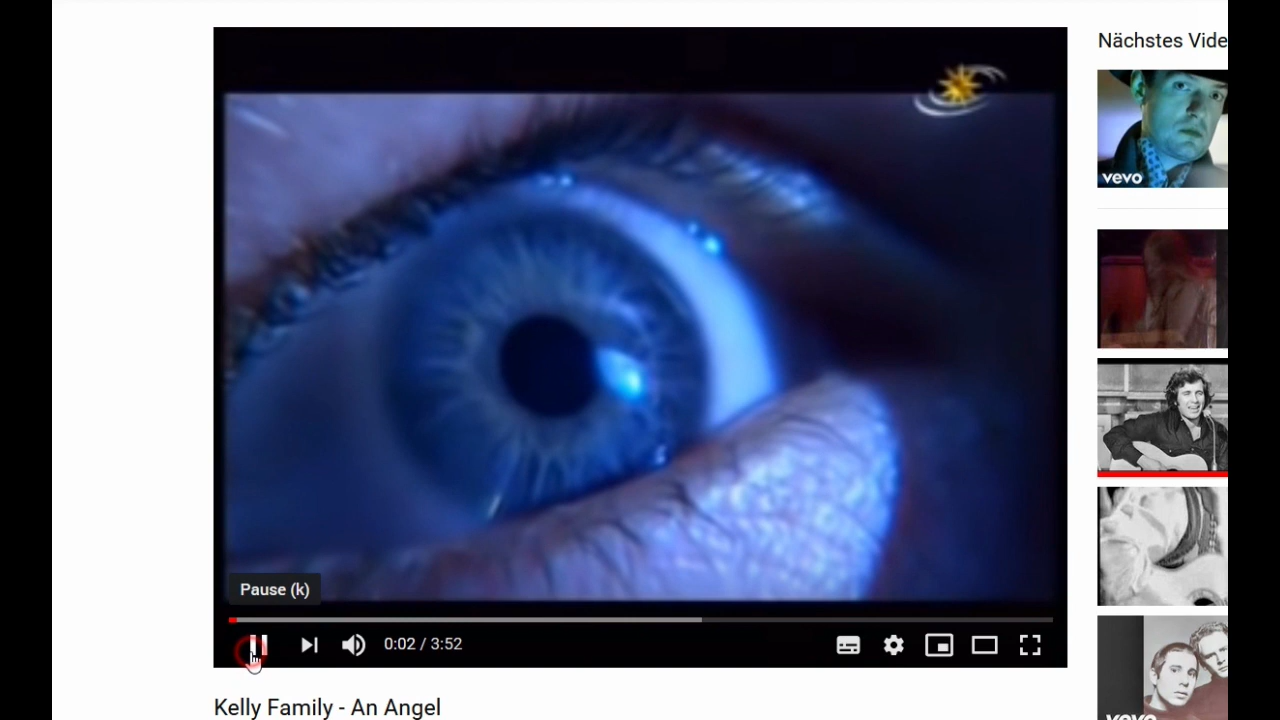 Nächstes Vide
vevo
Pause (k)
0:02 / 3:52
Kelly Family - An Angel
vevo